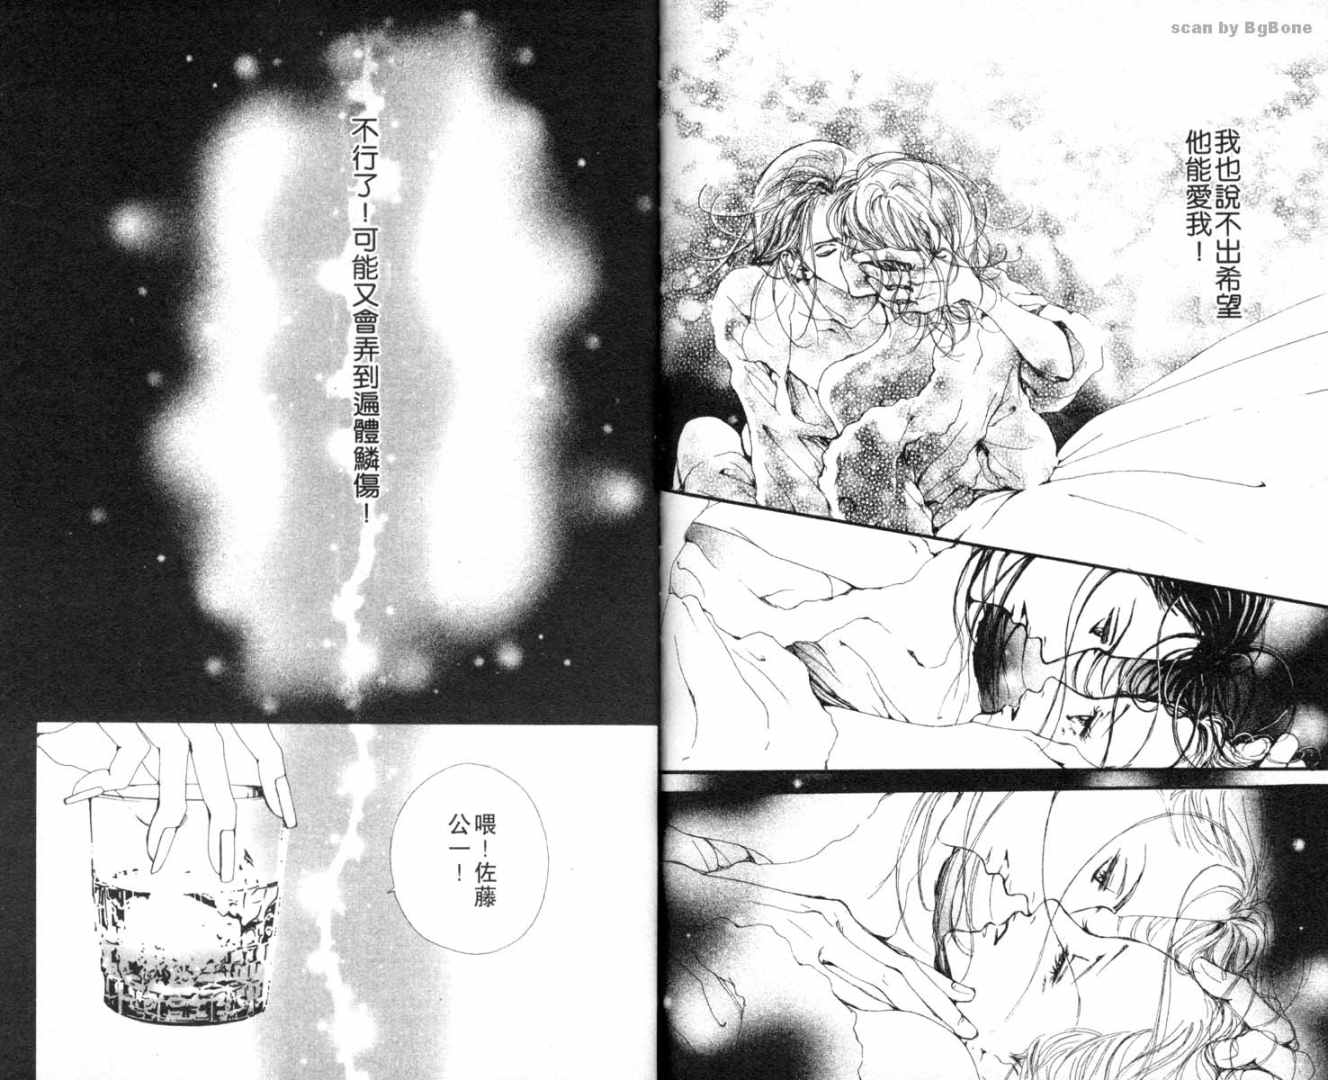 scan by BgBone
我也說不出希望
他能愛我！
不行了！可能又會弄到遍體鱗傷！
喂！佐藤
公一！